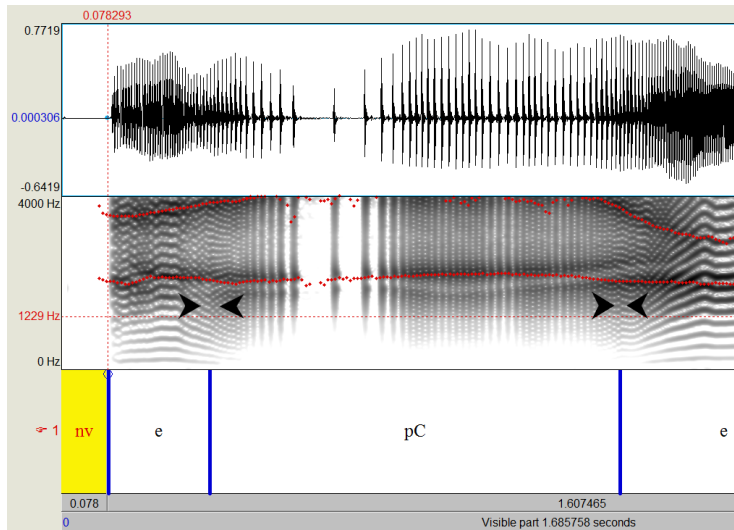 0.078293
0.7719
0.000306
-0.6419
4000 Hz
1229 Hz
0 Hz
☞ 1 nv e pC e
0.078 1.607465
0 Visible part 1.685758 seconds